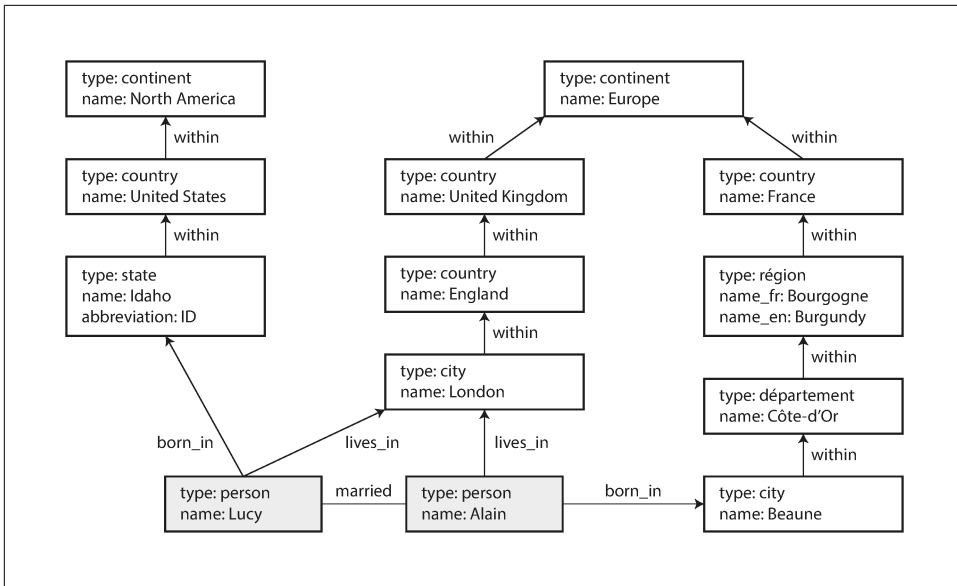 type: continent
name: North America
type: continent
name: Europe
within
within
within
type: country
name: United States
type: country
name: United Kingdom
type: country
name: France
within
within
within
type: state
name: Idaho
abbreviation: ID
type: country
name: England
type: région
name_fr: Bourgogne
name_en: Burgundy
within
within
type: city
name: London
type: département
name: Côte-d’Or
born_in
lives_in
lives_in
within
type: person
name: Lucy
married
type: person
name: Alain
born_in
type: city
name: Beaune